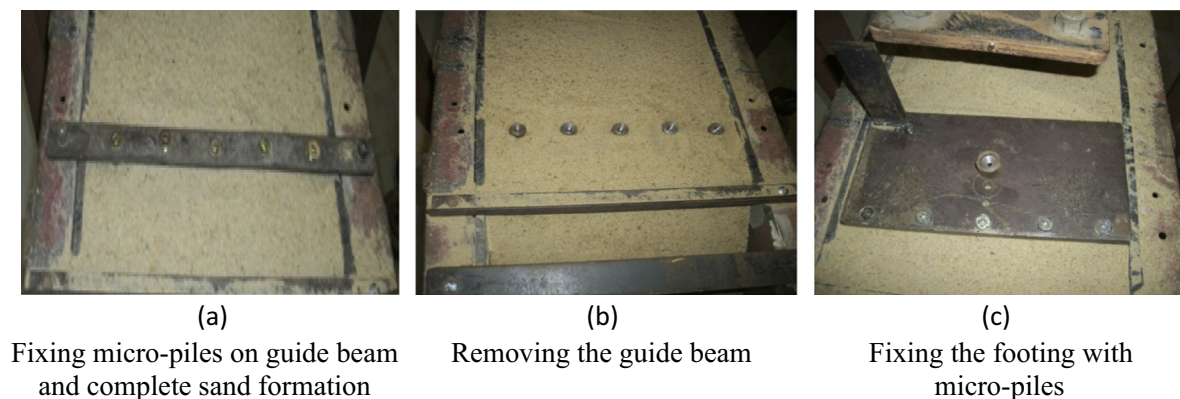 (a)
Fixing micro-piles on guide beam
and complete sand formation
(b)
Removing the guide beam
(c)
Fixing the footing with
micro-piles